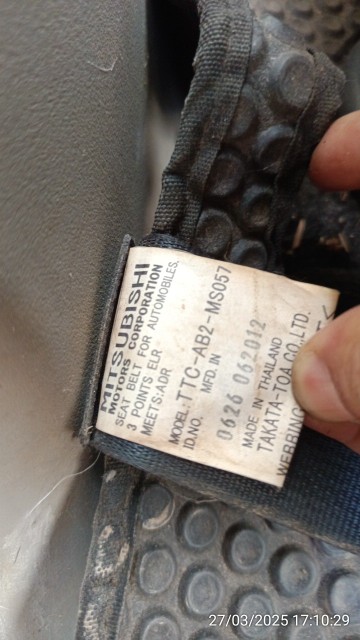 MITSUBISHI
MOTORS CORPORATION
SEAT BELT FOR AUTOMOBILES.
3 POINTS ELR
MEETS:ADR
MODEL.TTC-AB2-MS057
ID.NO. MFD.IN
0626 062012
MADE IN THAILAND
TAKATA-TOA CO.,LTD.
WEBBING
27/03/2025 17:10:29